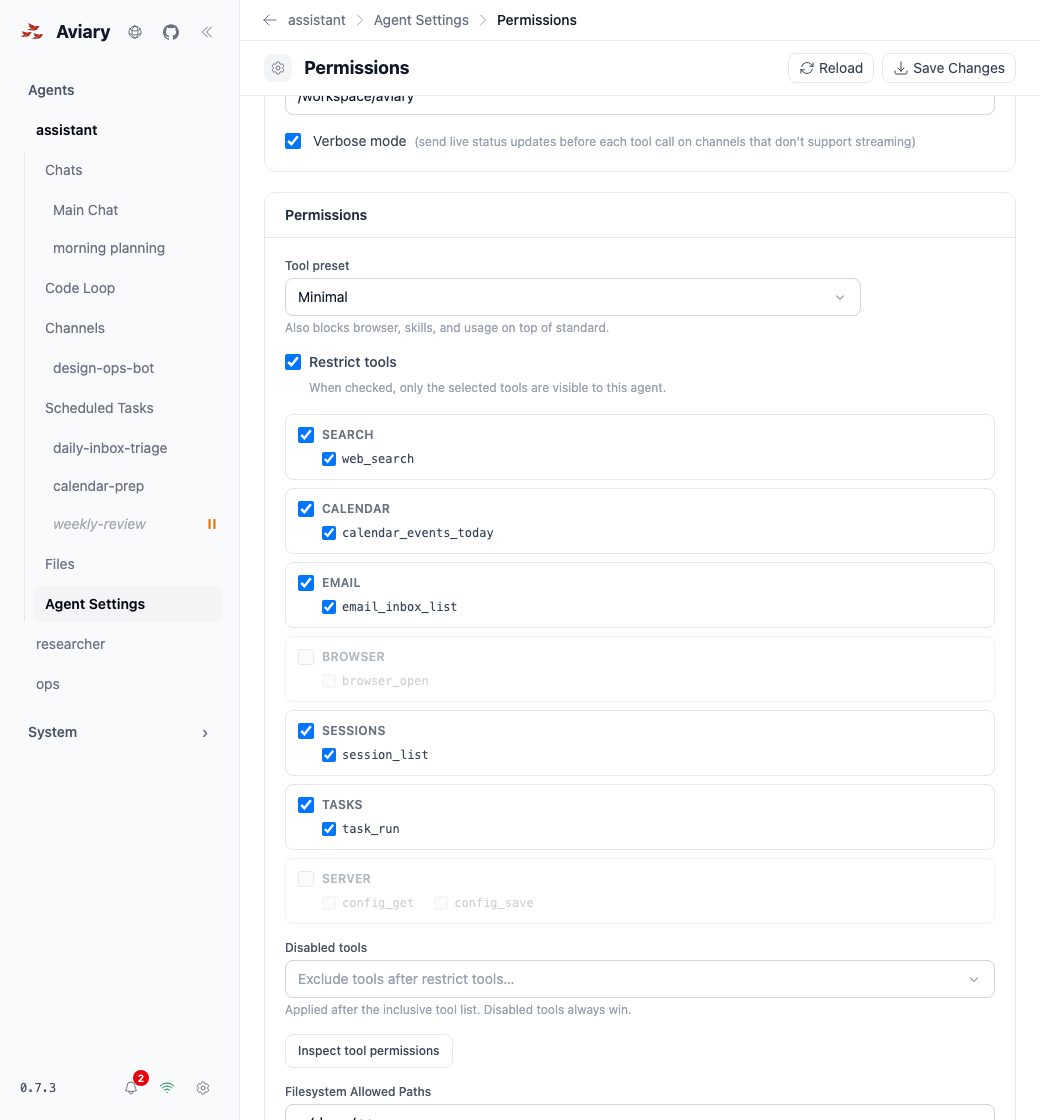 Aviary
Agents
assistant
Chats
Main Chat
morning planning
Code Loop
Channels
design-ops-bot
Scheduled Tasks
daily-inbox-triage
calendar-prep
weekly-review
Files
Agent Settings
researcher
ops
System
0.7.3
2
assistant > Agent Settings > Permissions
Permissions
Reload
Save Changes
/workspace/aviary
Verbose mode (send live status updates before each tool call on channels that don't support streaming)
Permissions
Tool preset
Minimal
Also blocks browser, skills, and usage on top of standard.
Restrict tools
When checked, only the selected tools are visible to this agent.
SEARCH
web_search
CALENDAR
calendar_events_today
EMAIL
email_inbox_list
BROWSER
browser_open
SESSIONS
session_list
TASKS
task_run
SERVER
config_get config_save
Disabled tools
Exclude tools after restrict tools...
Applied after the inclusive tool list. Disabled tools always win.
Inspect tool permissions
Filesystem Allowed Paths